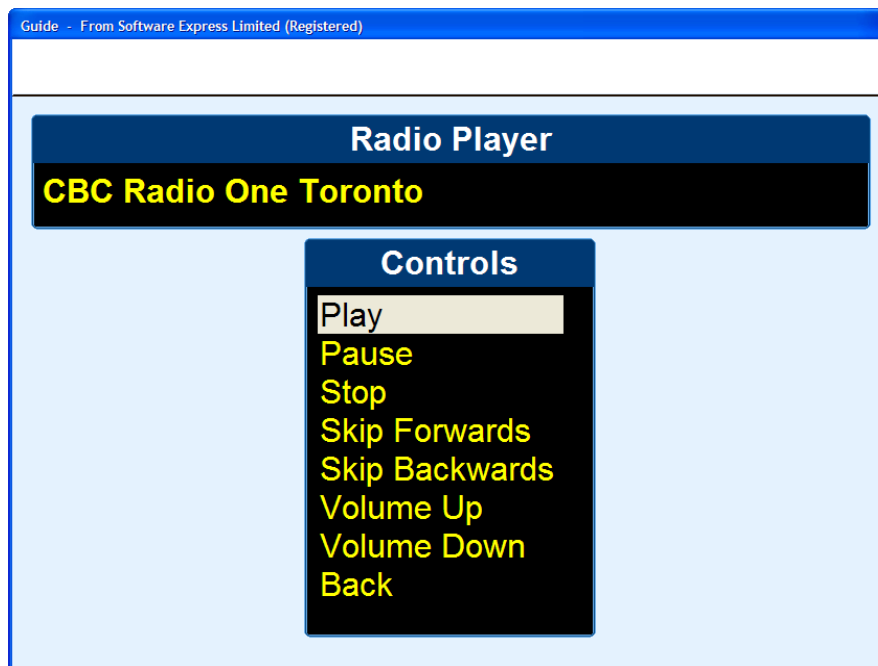 Guide - From Software Express Limited (Registered)
Radio Player
CBC Radio One Toronto
Controls
Play
Pause
Stop
Skip Forwards
Skip Backwards
Volume Up
Volume Down
Back